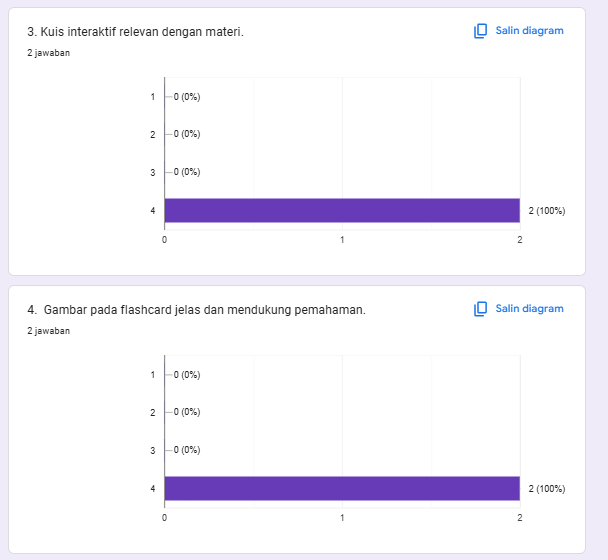 3. Kuis interaktif relevan dengan materi.
Salin diagram
2 jawaban
1 0 (0%)
2 0 (0%)
3 0 (0%)
4 2 (100%)
0 1 2
4. Gambar pada flashcard jelas dan mendukung pemahaman.
Salin diagram
2 jawaban
1 0 (0%)
2 0 (0%)
3 0 (0%)
4 2 (100%)
0 1 2